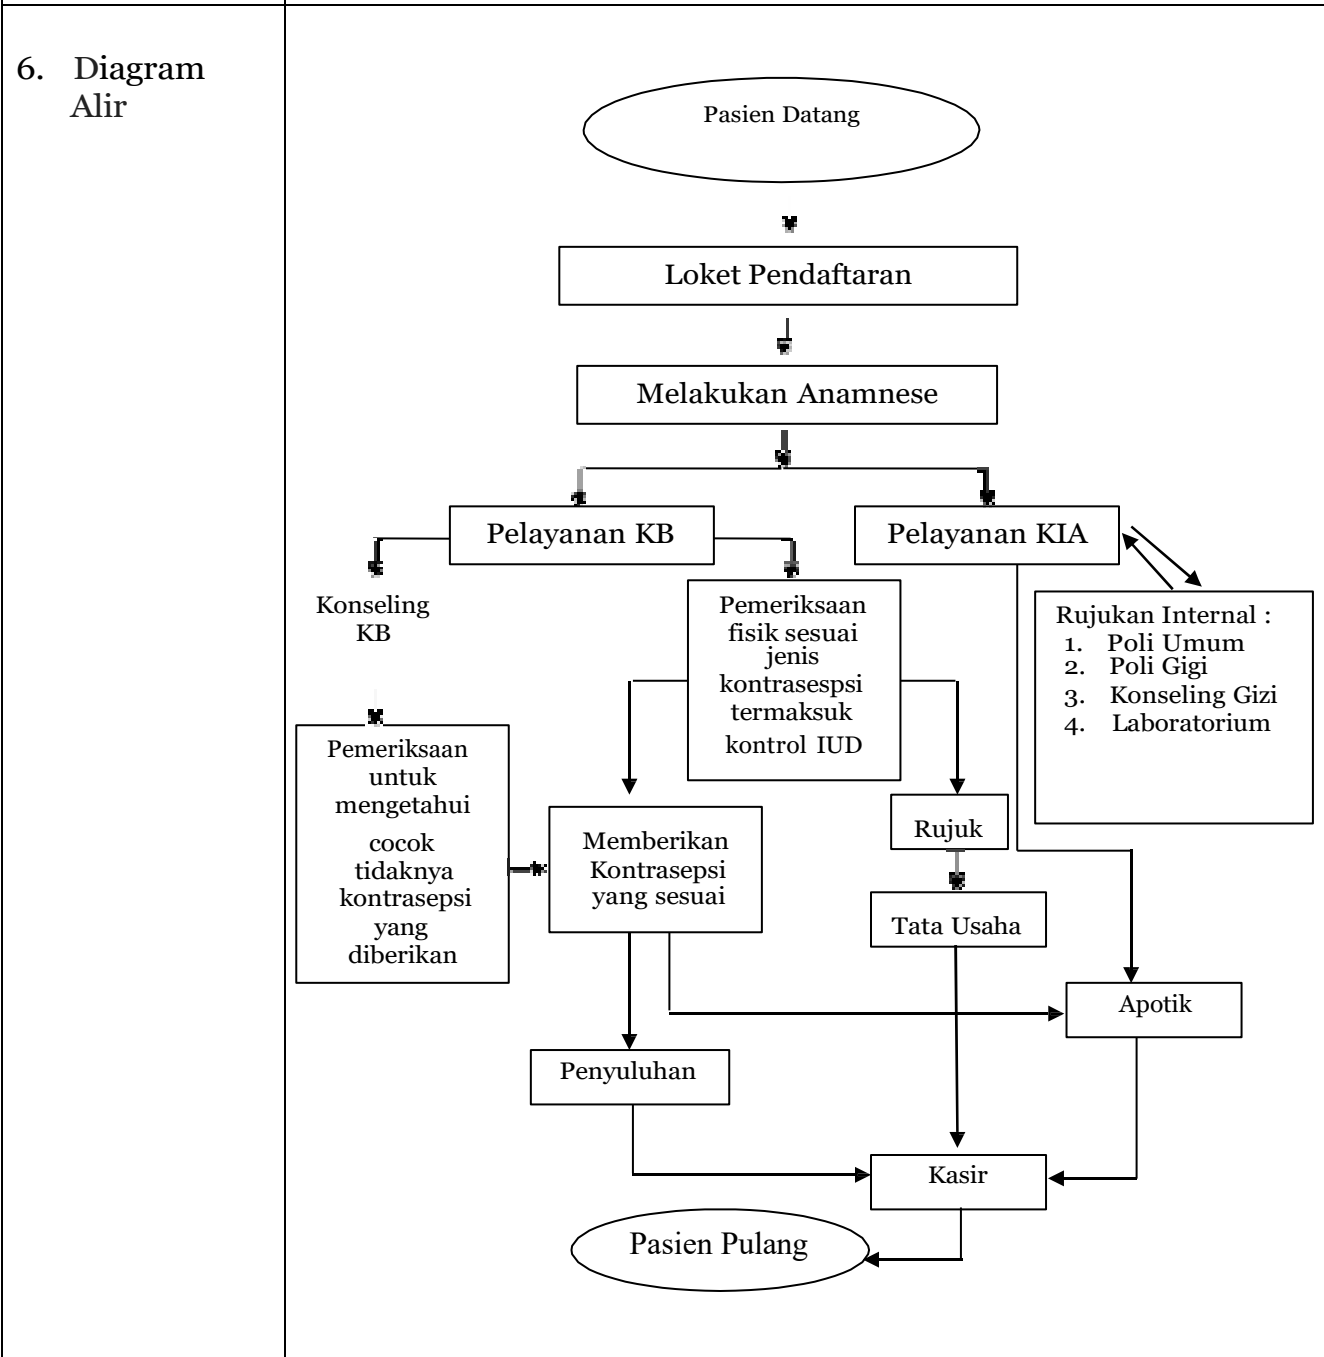 6. Diagram
Alir
Pasien Datang
Loket Pendaftaran
Melakukan Anamnese
Pelayanan KB
Pelayanan KIA
Konseling
KB
Pemeriksaan
fisik sesuai
jenis
kontrasespsi
termaksuk
kontrol IUD
Rujukan Internal :
1. Poli Umum
2. Poli Gigi
3. Konseling Gizi
4. Laboratorium
Pemeriksaan
untuk
mengetahui
cocok
tidaknya
kontrasepsi
yang
diberikan
Memberikan
Kontrasepsi
yang sesuai
Rujuk
Tata Usaha
Apotik
Penyuluhan
Kasir
Pasien Pulang